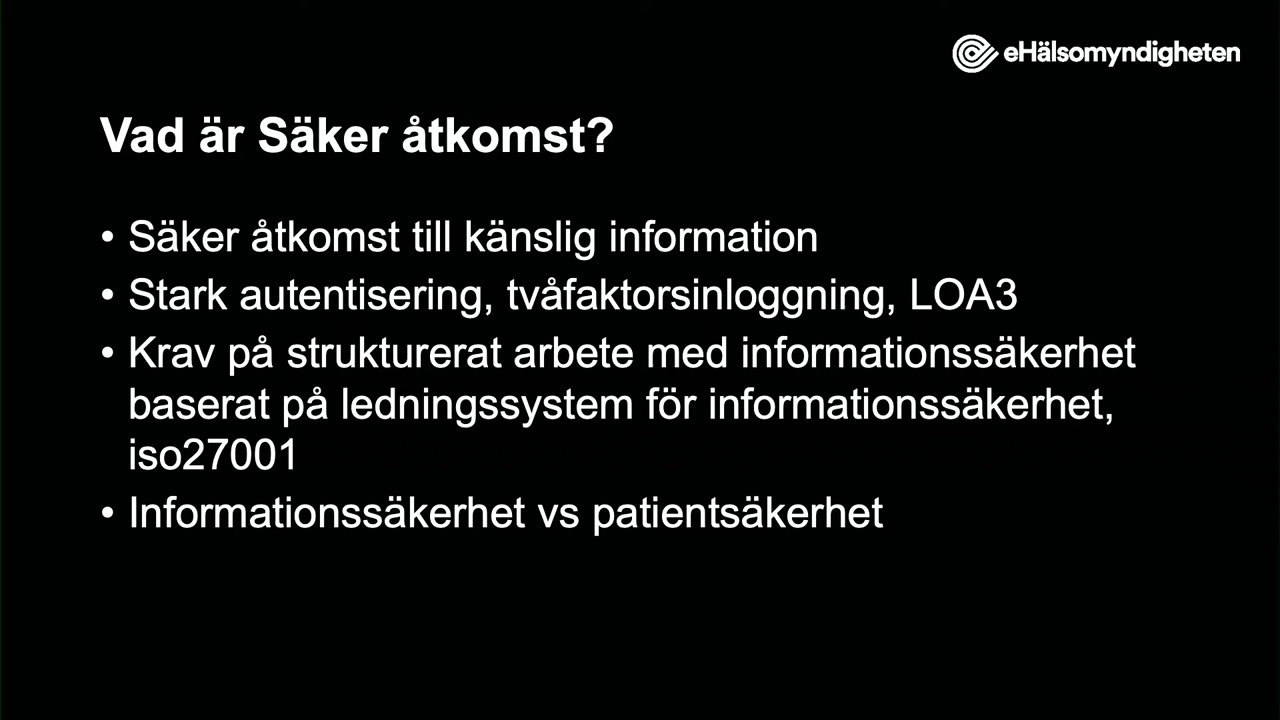 eHälsomyndigheten
Vad är Säker åtkomst?
• Säker åtkomst till känslig information
• Stark autentisering, tvåfaktorsinloggning, LOA3
• Krav på strukturerat arbete med informationssäkerhet
baserat på ledningssystem för informationssäkerhet,
iso27001
• Informationssäkerhet vs patientsäkerhet